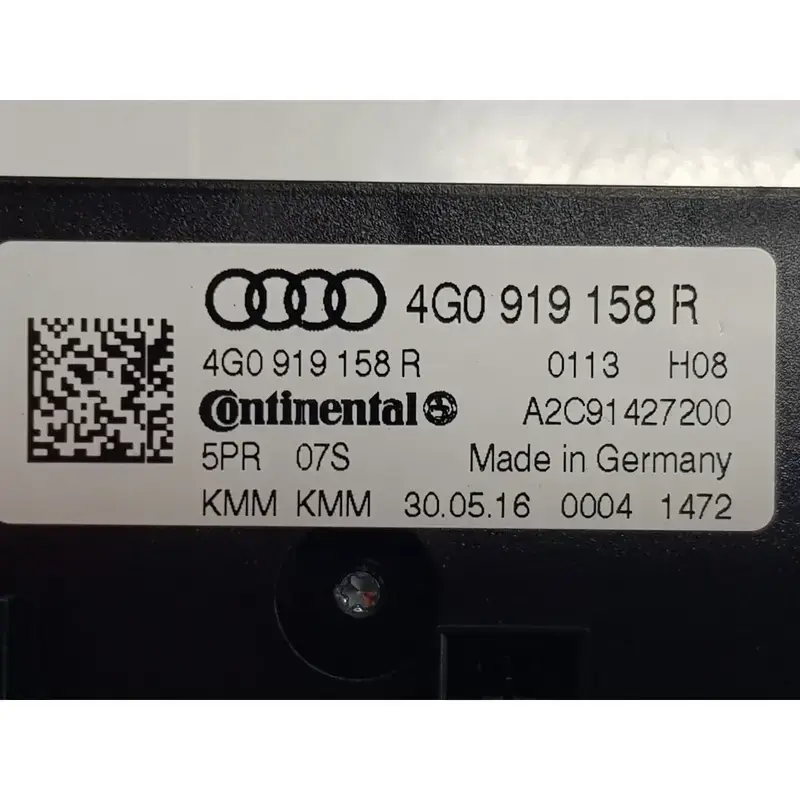 4G0 919 158 R
4G0 919 158 R 0113 H08
Continental A2C91427200
5PR 07S Made in Germany
KMM KMM 30.05.16 0004 1472